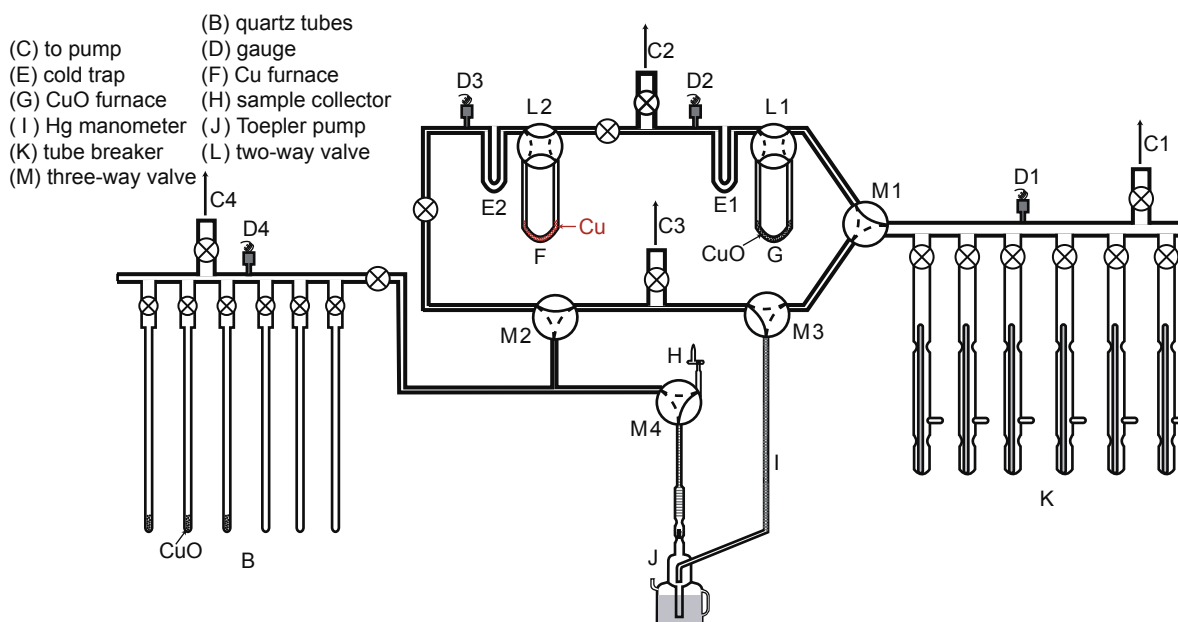 (B) quartz tubes
(C) to pump
(D) gauge
(E) cold trap
(F) Cu furnace
(G) CuO furnace
(H) sample collector
( I ) Hg manometer
(J) Toepler pump
(K) tube breaker
(L) two-way valve
(M) three-way valve
C2
D3
D2
L2
L1
C1
D1
M1
E2
E1
C4
C3
Cu
CuO
F
G
D4
M2
M3
H
M4
I
K
J
CuO
B